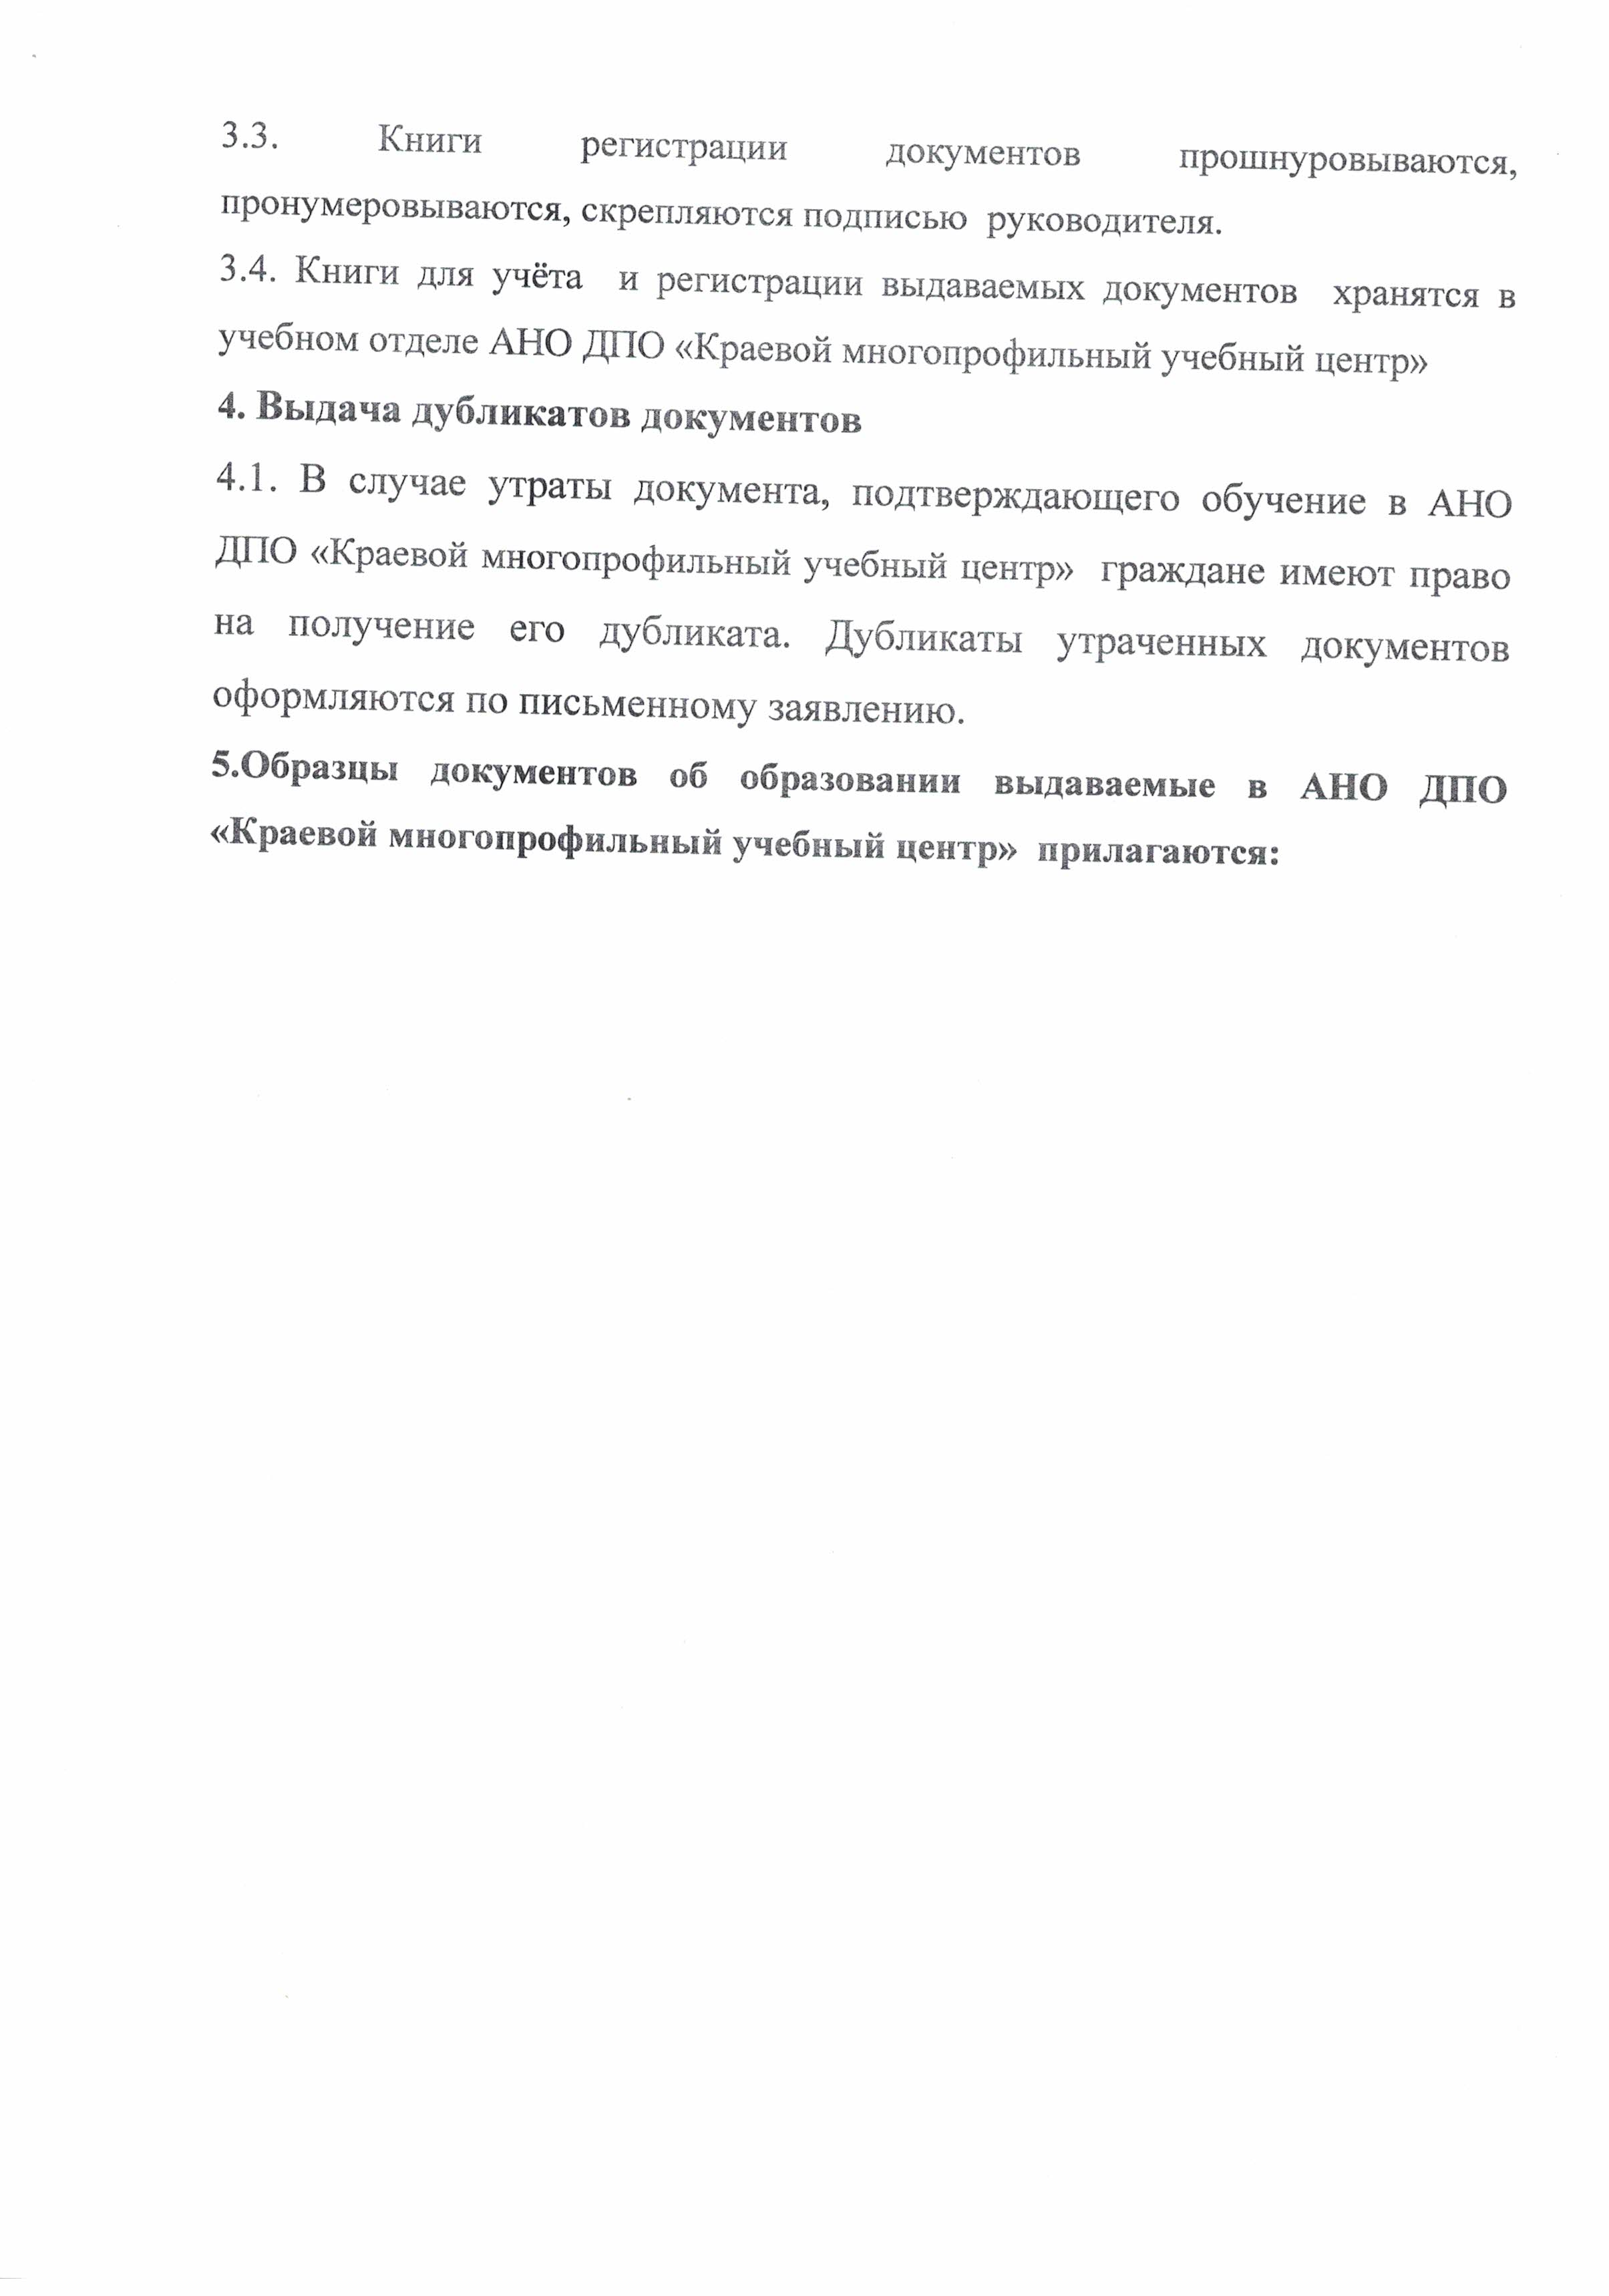 3.3. Книги регистрации документов прошнуровываются,
пронумеровываются, скрепляются подписью руководителя.
3.4. Книги для учёта и регистрации выдаваемых документов хранятся в
учебном отделе АНО ДПО «Краевой многопрофильный учебный центр»
4. Выдача дубликатов документов
4.1. В случае утраты документа, подтверждающего обучение в АНО
ДПО «Краевой многопрофильный учебный центр» граждане имеют право
на получение его дубликата. Дубликаты утраченных документов
оформляются по письменному заявлению.
5.Образцы документов об образовании выдаваемые в АНО ДПО
«Краевой многопрофильный учебный центр» прилагаются: